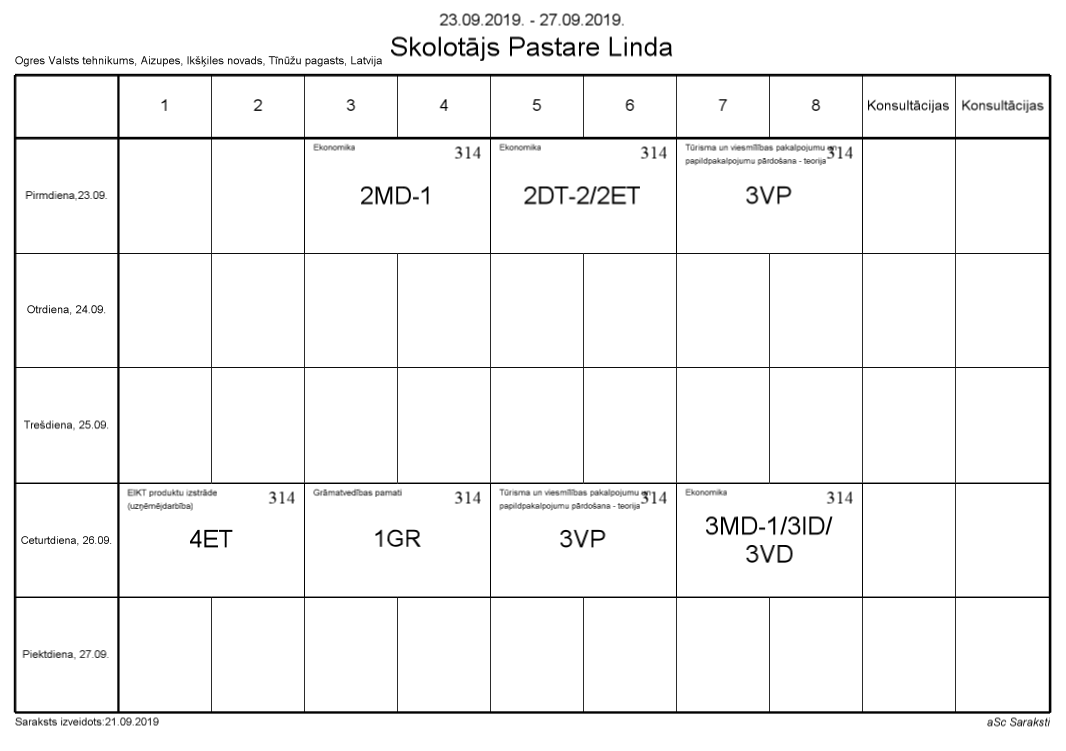 23.09.2019. - 27.09.2019.
Skolotājs Pastare Linda
Ogres Valsts tehnikums, Aizupes, Ikšķiles novads, Tīnūžu pagasts, Latvija
1 2 3 4 5 6 7 8 Konsultācijas Konsultācijas
Pirmdiena,23.09.
Ekonomika 314
2MD-1
Ekonomika 314
2DT-2/2ET
Tūrisma un viesmīlības pakalpojumu en
papildpakalpojumu pārdošana - teorija 314
3VP
Otrdiena, 24.09.
Trešdiena, 25.09.
Ceturtdiena, 26.09.
EIKT produktu izstrāde 314
(uzņēmējdarbība)
4ET
Grāmatvedības pamati 314
1GR
Tūrisma un viesmīlības pakalpojumu
papildpakalpojumu pārdošana - teorija 314
3VP
Ekonomika 314
3MD-1/3ID/
3VD
Piektdiena, 27.09.
Saraksts izveidots:21.09.2019
aSc Saraksti